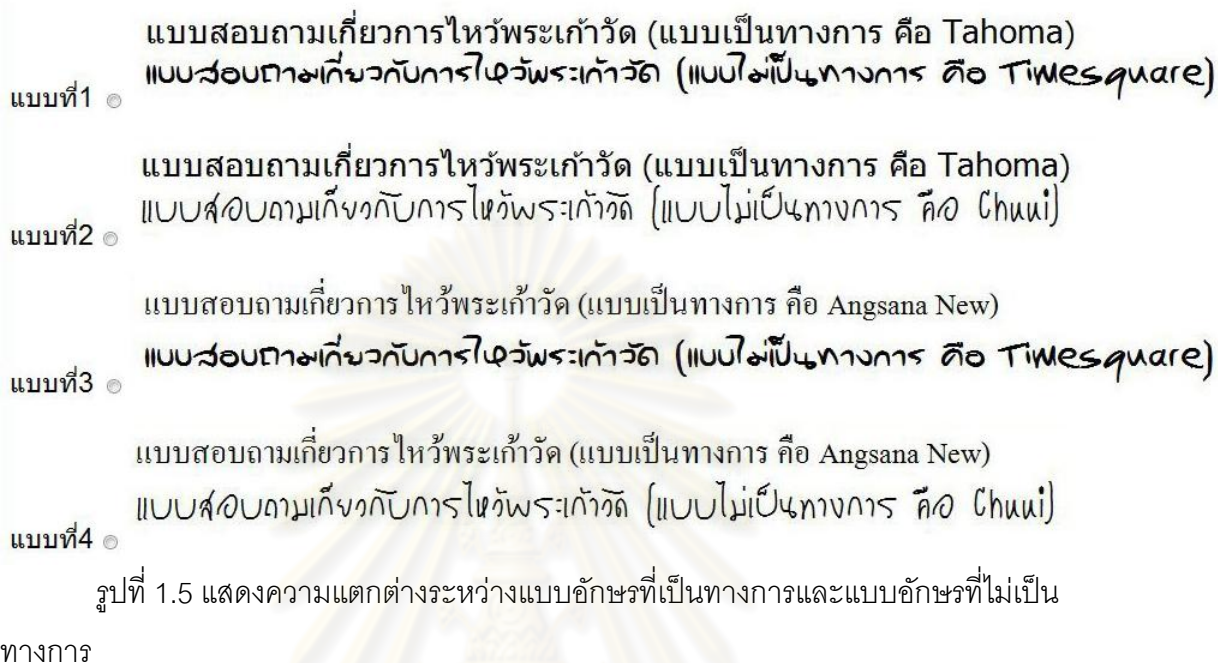 แบบสอบถามเกี่ยวการไหว้พระเก้าวัด (แบบเป็นทางการ คือ Tahoma)
แบบสอบถามเกี่ยวกับการไหว้พระเก้าวัด (แบบไม่เป็นทางการ คือ Timesquare)
แบบที่1
แบบสอบถามเกี่ยวการไหว้พระเก้าวัด (แบบเป็นทางการ คือ Tahoma)
แบบสอบถามเกี่ยวกับการไหว้พระเก้าวัด (แบบไม่เป็นทางการ คือ Chuui)
แบบที่2
แบบสอบถามเกี่ยวการไหว้พระเก้าวัด (แบบเป็นทางการ คือ Angsana New)
แบบสอบถามเกี่ยวกับการไหว้พระเก้าวัด (แบบไม่เป็นทางการ คือ Timesquare)
แบบที่3
แบบสอบถามเกี่ยวการไหว้พระเก้าวัด (แบบเป็นทางการ คือ Angsana New)
แบบสอบถามเกี่ยวกับการไหว้พระเก้าวัด (แบบไม่เป็นทางการ คือ Chuui)
แบบที่4
รูปที่ 1.5 แสดงความแตกต่างระหว่างแบบอักษรที่เป็นทางการและแบบอักษรที่ไม่เป็น
ทางการ